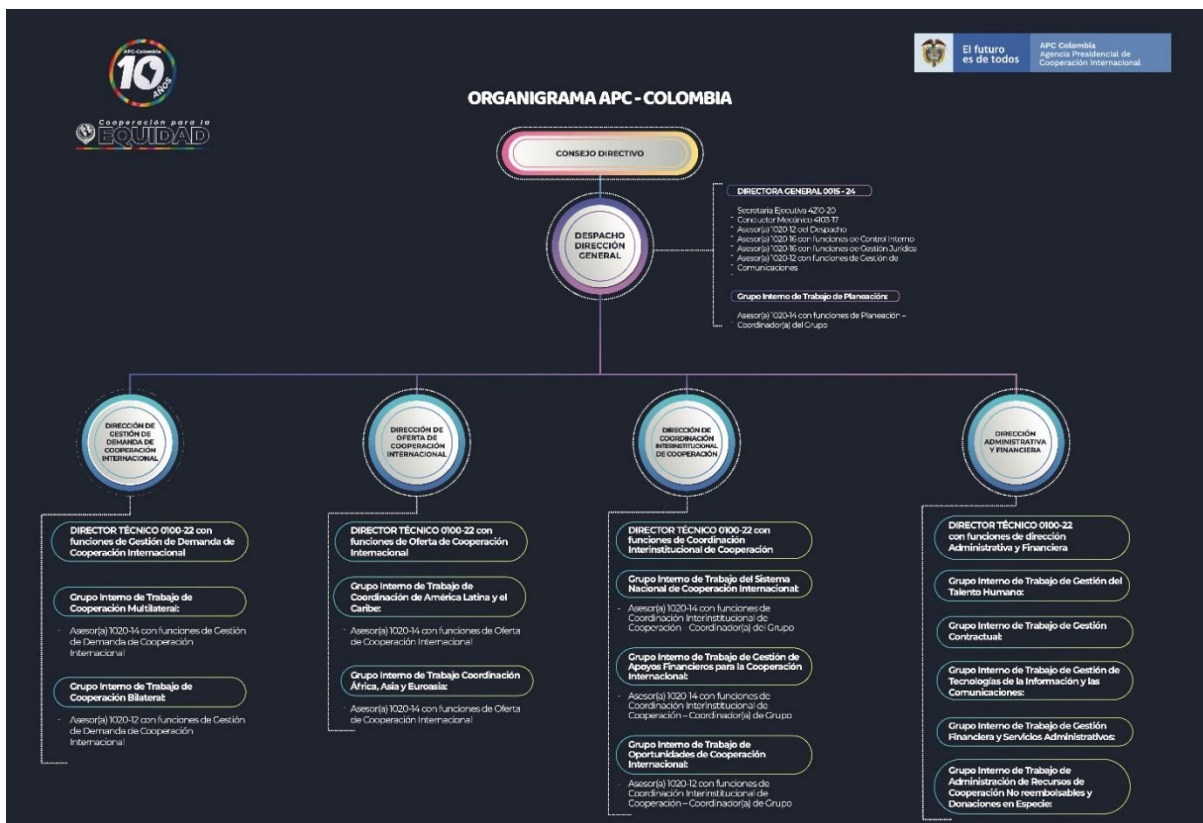 APC-Colombia
10
AÑOS
Cooperación para la
EQUIDAD
El futuro
es de todos
APC Colombia
Agencia Presidencial de
Cooperación Internacional
ORGANIGRAMA APC - COLOMBIA
CONSEJO DIRECTIVO
DESPACHO
DIRECCIÓN
GENERAL
DIRECTORA GENERAL 0015 - 24
- Secretaria Ejecutiva 4210-20
- Conductor Mecánico 4103-17
- Asesor(a) 1020-12 del Despacho
- Asesor(a) 1020-16 con funciones de Control Interno
- Asesor(a) 1020-16 con funciones de Gestión Jurídica
- Asesor(a) 1020-12 con funciones de Gestión de
Comunicaciones
-
Grupo Interno de Trabajo de Planeación:
- Asesor(a) 1020-14 con funciones de Planeación –
Coordinador(a) del Grupo
DIRECCIÓN DE
GESTIÓN DE
DEMANDA DE
COOPERACIÓN
INTERNACIONAL
DIRECTOR TÉCNICO 0100-22 con
funciones de Gestión de Demanda de
Cooperación Internacional
Grupo Interno de Trabajo de
Cooperación Multilateral:
- Asesor(a) 1020-14 con funciones de Gestión
de Demanda de Cooperación
Internacional
Grupo Interno de Trabajo de
Cooperación Bilateral:
- Asesor(a) 1020-12 con funciones de Gestión
de Demanda de Cooperación
Internacional
DIRECCIÓN DE
OFERTA DE
COOPERACIÓN
INTERNACIONAL
DIRECTOR TÉCNICO 0100-22 con
funciones de Oferta de Cooperación
Internacional
Grupo Interno de Trabajo de
Coordinación de América Latina y el
Caribe:
- Asesor(a) 1020-14 con funciones de Oferta
de Cooperación Internacional
Grupo Interno de Trabajo Coordinación
África, Asia y Euroasia:
- Asesor(a) 1020-14 con funciones de Oferta
de Cooperación Internacional
DIRECCIÓN DE
COORDINACIÓN
INTERINSTITUCIONAL
DE COOPERACIÓN
DIRECTOR TÉCNICO 0100-22 con
funciones de Coordinación
Interinstitucional de Cooperación
Grupo Interno de Trabajo del Sistema
Nacional de Cooperación Internacional:
- Asesor(a) 1020-14 con funciones de
Coordinación Interinstitucional de
Cooperación – Coordinador(a) del Grupo
Grupo Interno de Trabajo de Gestión de
Apoyos Financieros para la Cooperación
Internacional:
- Asesor(a) 1020 14 con funciones de
Coordinación Interinstitucional de
Cooperación – Coordinador(a) de Grupo
Grupo Interno de Trabajo de
Oportunidades de Cooperación
Internacional:
- Asesor(a) 1020-12 con funciones de
Coordinación Interinstitucional de
Cooperación – Coordinador(a) de Grupo
DIRECCIÓN
ADMINISTRATIVA
Y FINANCIERA
DIRECTOR TÉCNICO 0100-22
con funciones de dirección
Administrativa y Financiera
Grupo Interno de Trabajo de Gestión del
Talento Humano:
Grupo Interno de Trabajo de Gestión
Contractual:
Grupo Interno de Trabajo de Gestión de
Tecnologías de la Información y las
Comunicaciones:
Grupo Interno de Trabajo de Gestión
Financiera y Servicios Administrativos:
Grupo Interno de Trabajo de
Administración de Recursos de
Cooperación No reembolsables y
Donaciones en Especie: